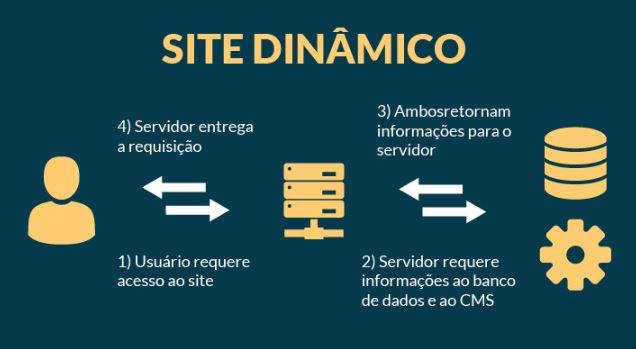 SITE DINÂMICO
4) Servidor entrega
a requisição
3) Ambosretornam
informações para o
servidor
1) Usuário requere
acesso ao site
2) Servidor requere
informações ao banco
de dados e ao CMS